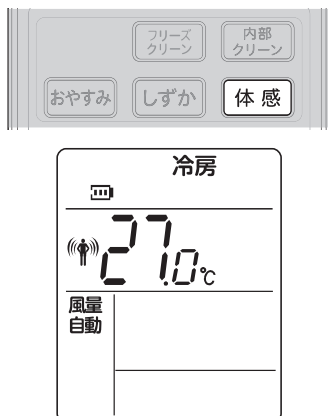 フリーズ
クリーン
内部
クリーン
おやすみ
しずか
体感
冷房
27.0℃
風量
自動